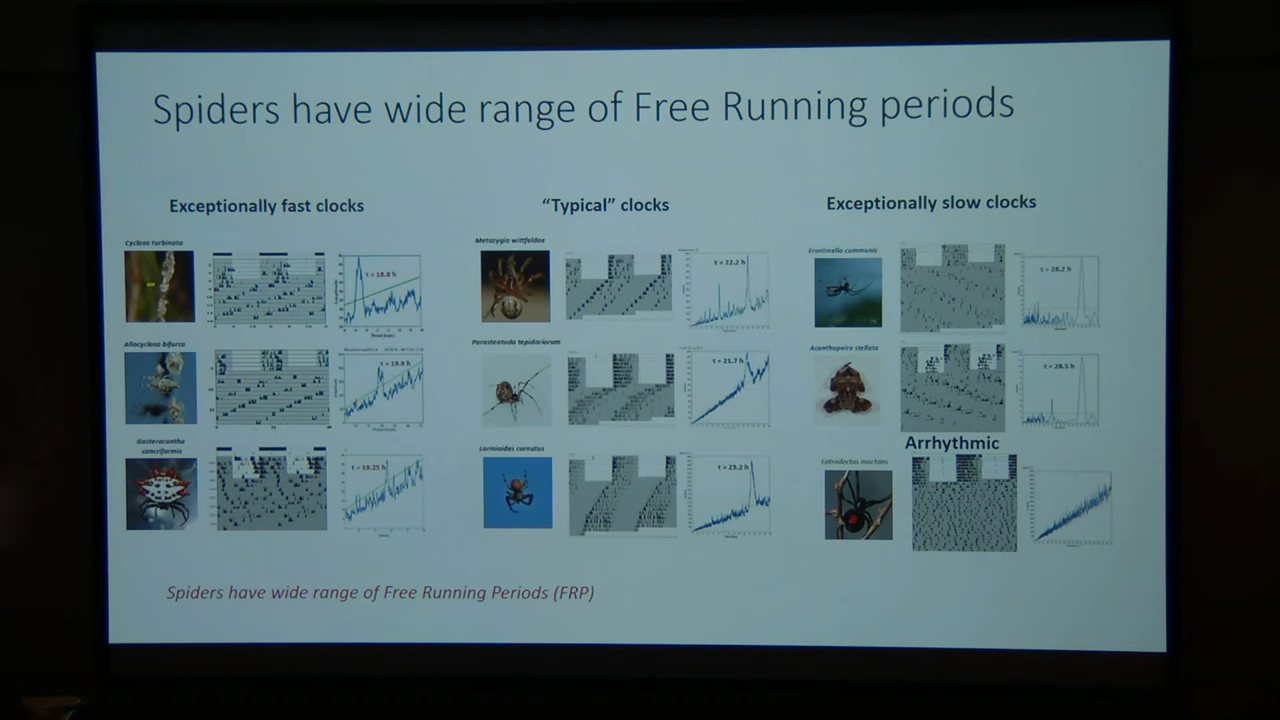 Spiders have wide range of Free Running periods
Exceptionally fast clocks
Cyclosa turbinata
τ = 18.8 h
Allocyclosa bifurca
τ = 19.8 h
Gasteracantha
cancriformis
τ = 19.25 h
"Typical" clocks
Metazygia wittfeldae
τ = 22.2 h
Parasteatoda tepidariorum
τ = 21.7 h
Larinioides cornutus
τ = 23.2 h
Exceptionally slow clocks
Frontinella communis
τ = 28.2 h
Acanthopeira stellata
τ = 28.5 h
Arrhythmic
Latrodectus mactans
Spiders have wide range of Free Running Periods (FRP)